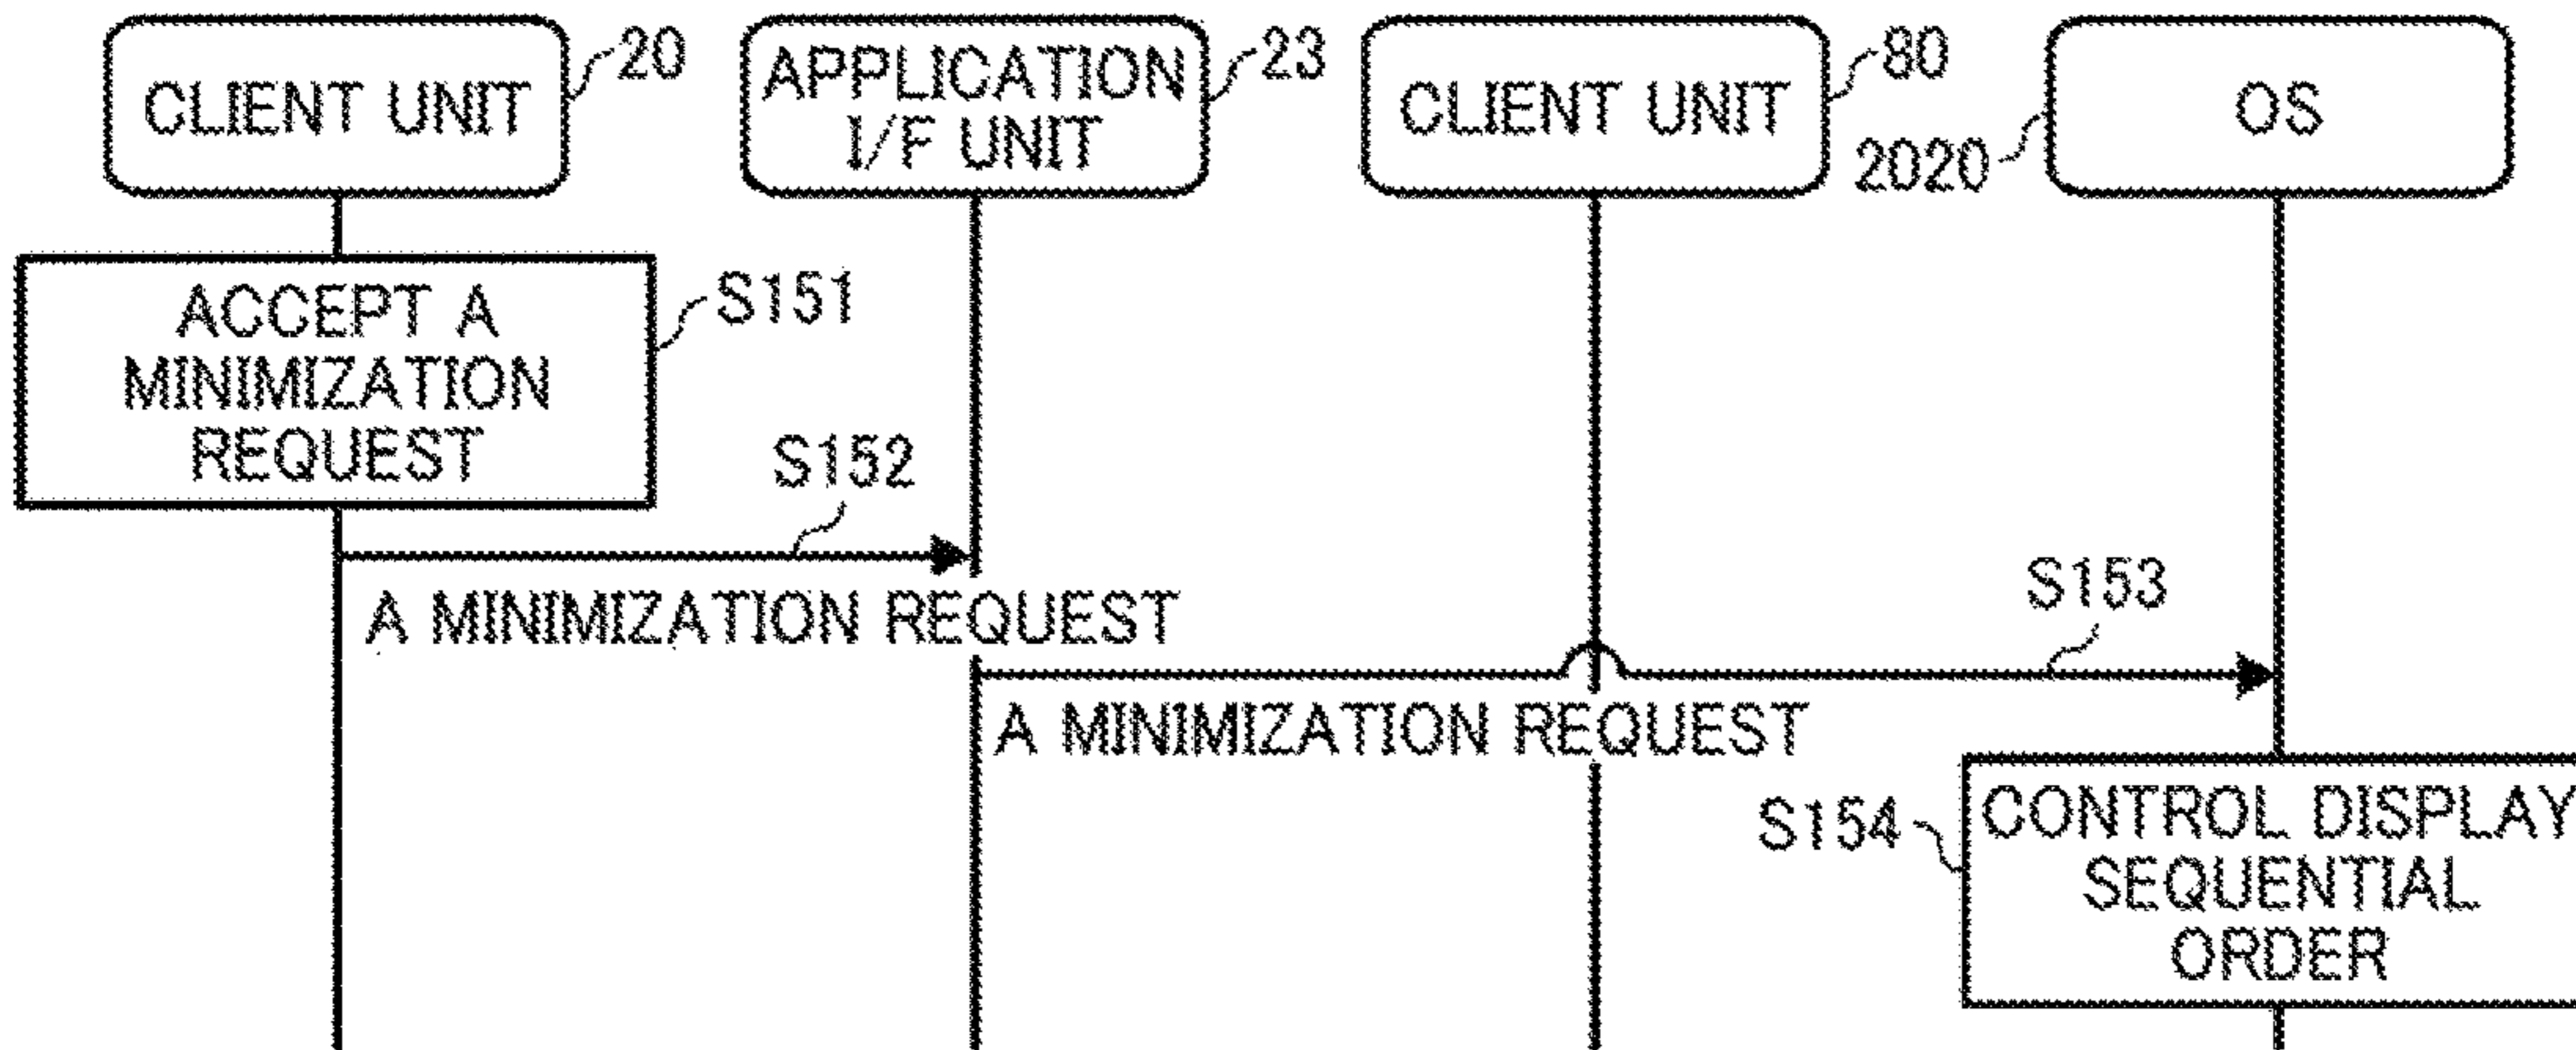 CLIENT UNIT
20
APPLICATION
I/F UNIT
23
CLIENT UNIT
80
2020
OS
ACCEPT A
MINIMIZATION
REQUEST
S151
S152
A MINIMIZATION REQUEST
S153
A MINIMIZATION REQUEST
S154
CONTROL DISPLAY
SEQUENTIAL
ORDER